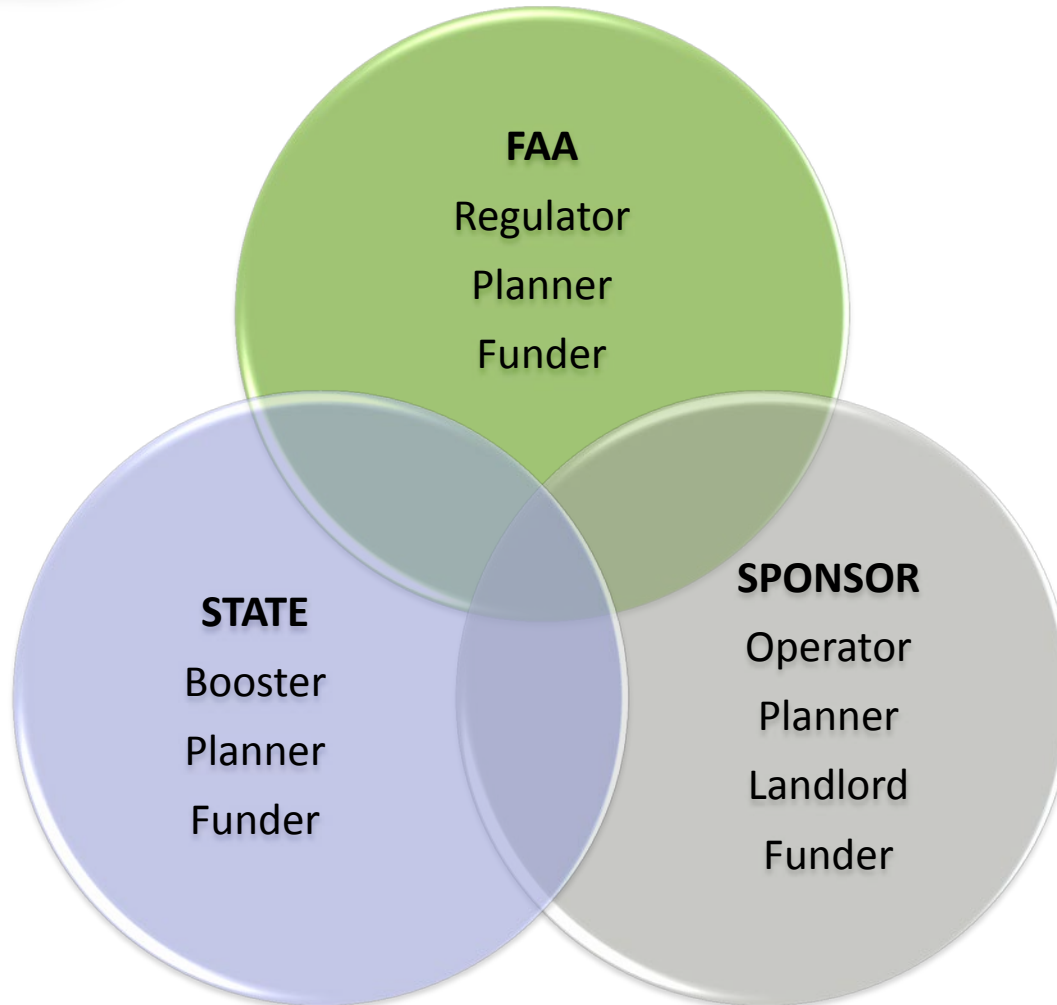 FAA
Regulator
Planner
Funder
STATE
Booster
Planner
Funder
SPONSOR
Operator
Planner
Landlord
Funder